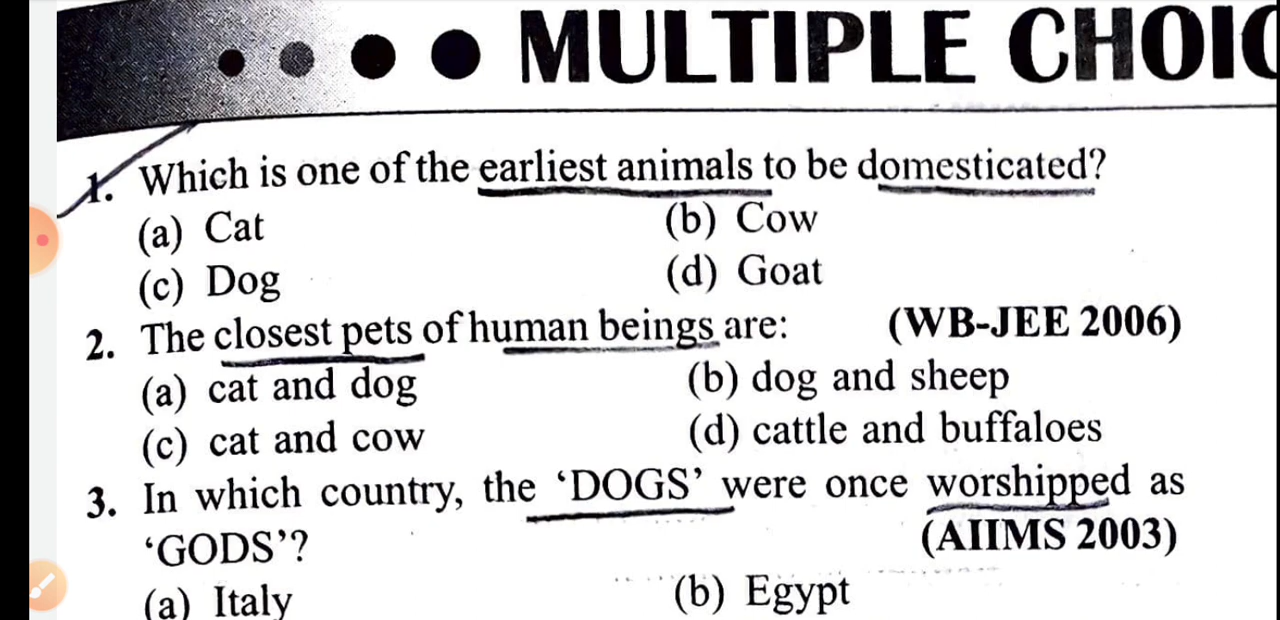 MULTIPLE CHOIC
1. Which is one of the earliest animals to be domesticated?
(a) Cat (b) Cow
(c) Dog (d) Goat
2. The closest pets of human beings are: (WB-JEE 2006)
(a) cat and dog (b) dog and sheep
(c) cat and cow (d) cattle and buffaloes
3. In which country, the ‘DOGS’ were once worshipped as
‘GODS’? (AIIMS 2003)
(a) Italy (b) Egypt